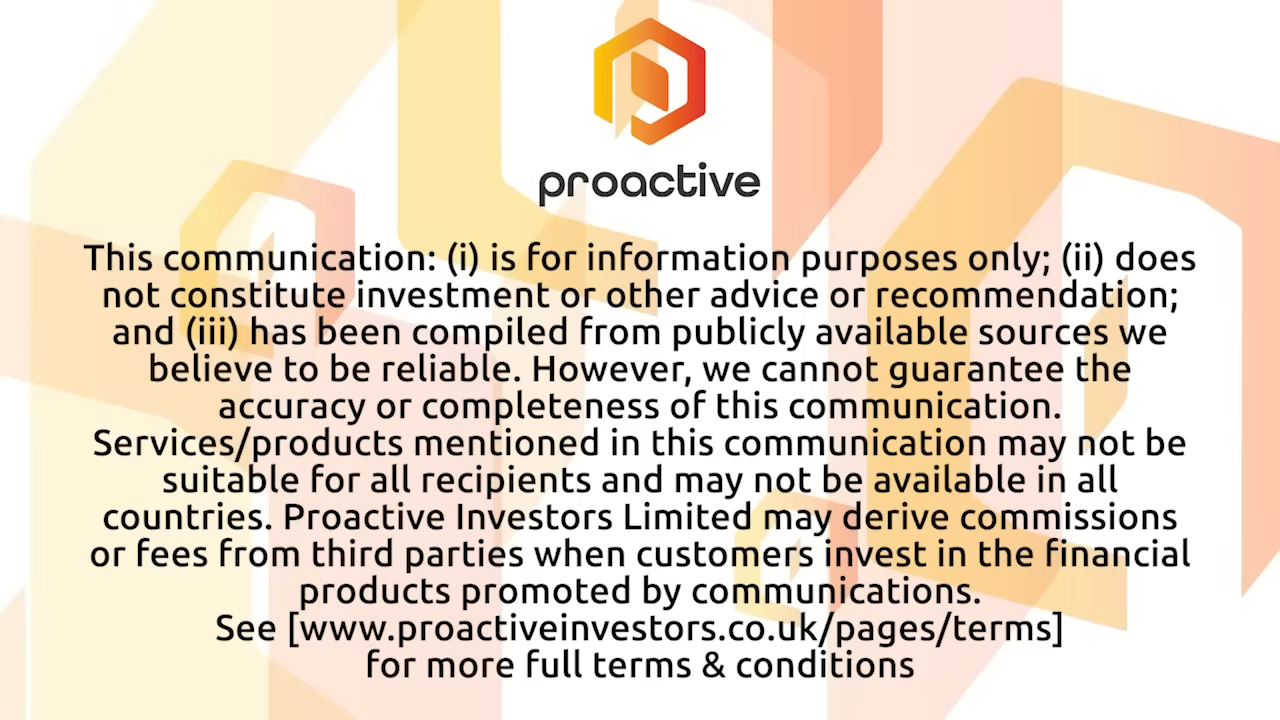 proactive
This communication: (i) is for information purposes only; (ii) does
not constitute investment or other advice or recommendation;
and (iii) has been compiled from publicly available sources we
believe to be reliable. However, we cannot guarantee the
accuracy or completeness of this communication.
Services/products mentioned in this communication may not be
suitable for all recipients and may not be available in all
countries. Proactive Investors Limited may derive commissions
or fees from third parties when customers invest in the financial
products promoted by communications.
See [www.proactiveinvestors.co.uk/pages/terms]
for more full terms & conditions